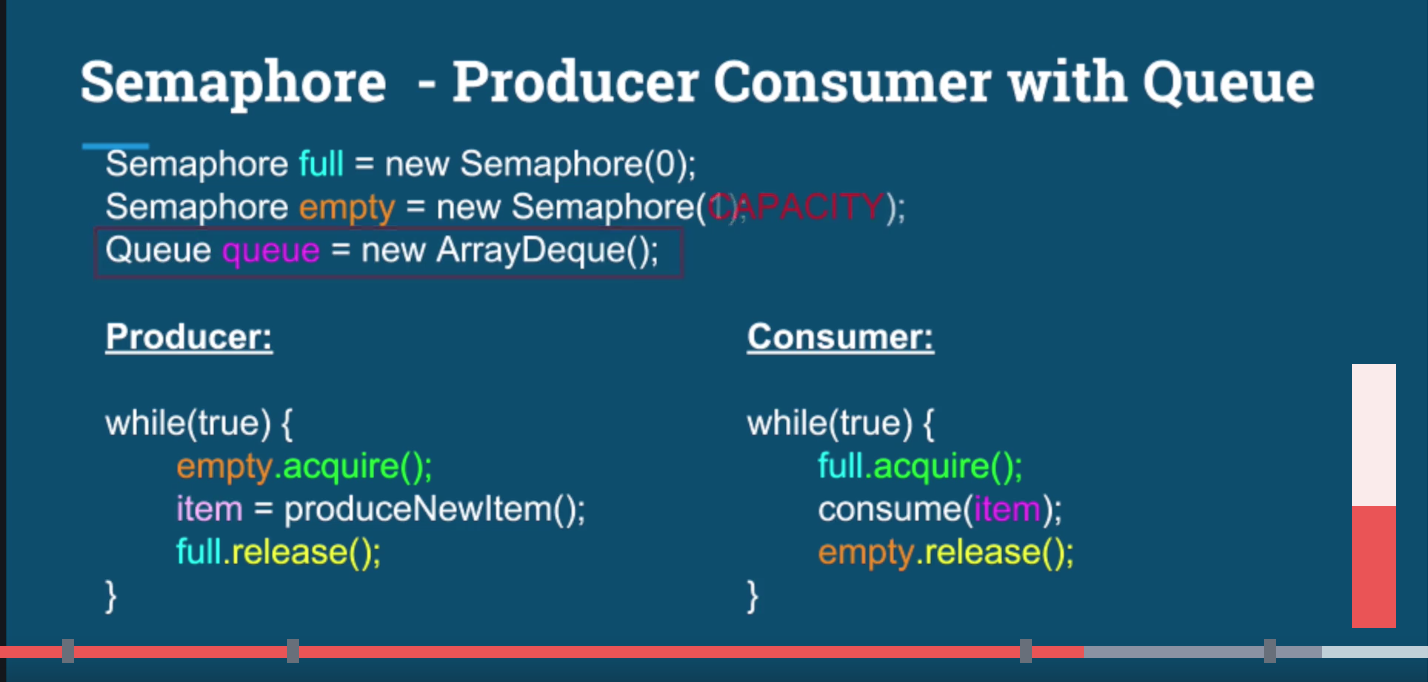 Semaphore - Producer Consumer with Queue
Semaphore full = new Semaphore(0);
Semaphore empty = new Semaphore(CAPACITY);
Queue queue = new ArrayDeque();
Producer:
while(true) {
empty.acquire();
item = produceNewItem();
full.release();
}
Consumer:
while(true) {
full.acquire();
consume(item);
empty.release();
}